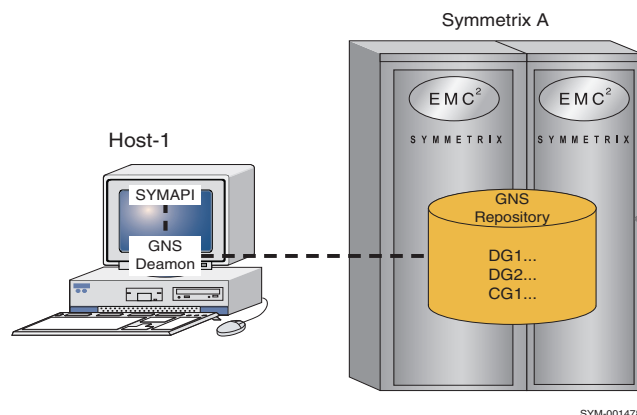 Symmetrix A
EMC²
SYMMETRIX
EMC²
SYMMETRIX
Host-1
SYMAPI
GNS
Deamon
GNS
Repository
DG1...
DG2...
CG1...